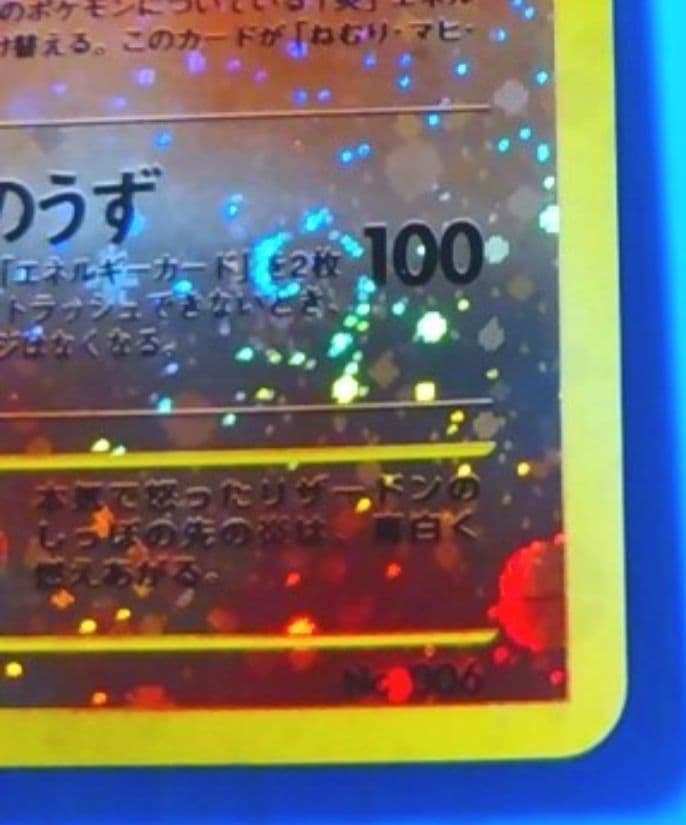 のポケモンについている「炎」エネル
け替える。このカードが「ねむり・マヒ・
のうず
100
「エネルギーカード」を2枚
トラッシュできないとき、
ジはなくなる。
本気で怒ったリザードンの
しっぽの先の炎は、青白く
燃えあがる。
No. 006